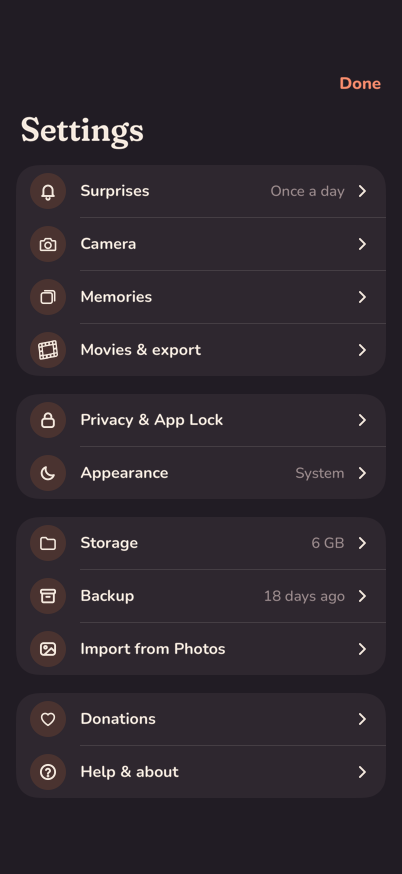 Done
Settings
Surprises Once a day
Camera
Memories
Movies & export
Privacy & App Lock
Appearance System
Storage 6 GB
Backup 18 days ago
Import from Photos
Donations
Help & about